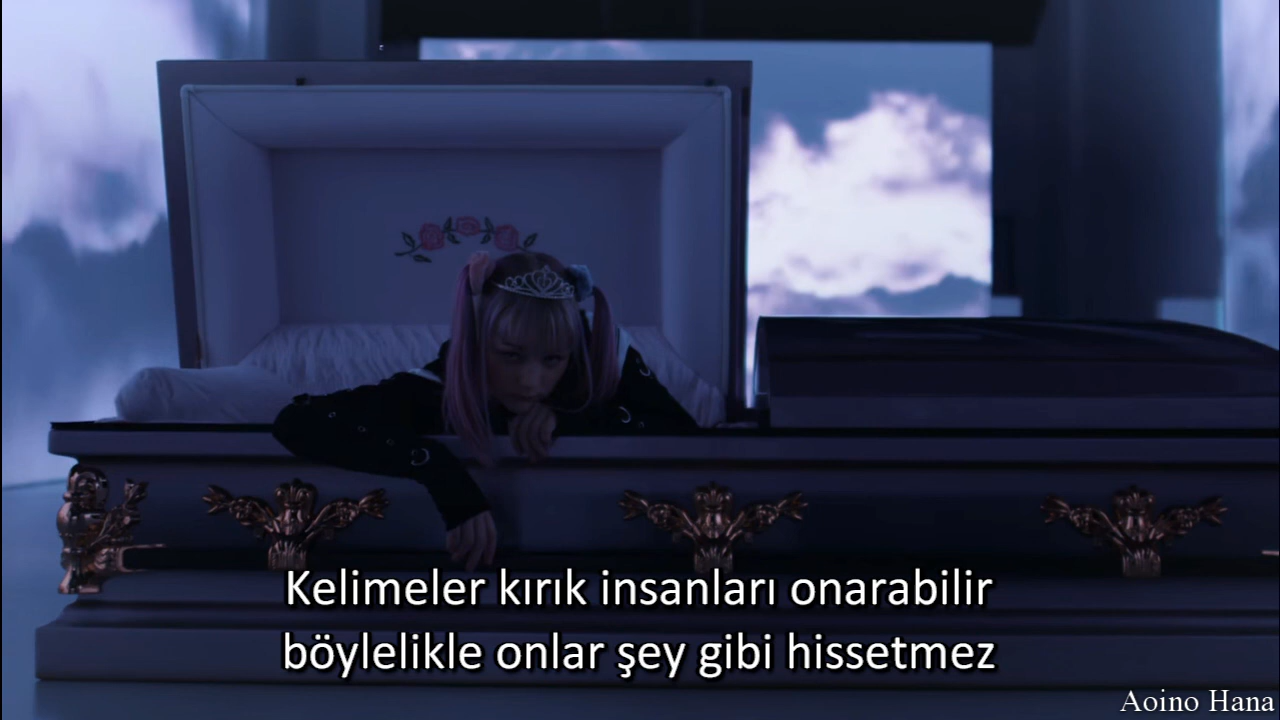 Kelimeler kırık insanları onarabilir
böylelikle onlar şey gibi hissetmez
Aoino Hana